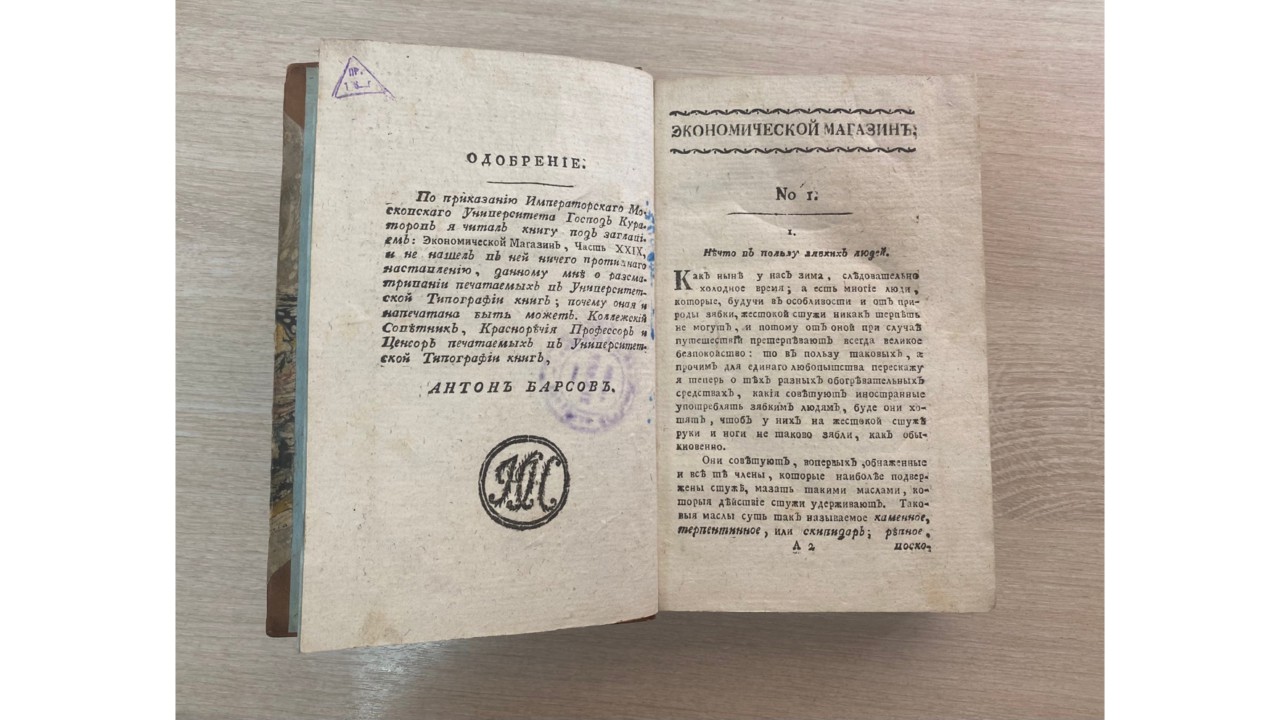 ПР.
ОДОБРЕНІЕ.
По приказанію Императорскаго Мо-
сковскаго Университета Господъ Кура-
торовъ я читалъ книгу подъ заглаві-
емъ: Экономической Магазинъ, Часть XXIX,
и не нашелъ въ ней ничего противнаго
наставленію, данному мнѣ о разсма-
триваніи печатаемыхъ въ Университет-
ской Типографіи книгъ; почему оная и
напечатана быть можетъ. Коллежскій
Совѣтникъ, Краснорѣчія Профессоръ и
Ценсоръ печатаемыхъ въ Университет-
ской Типографіи книгъ,
АНТОНЪ БАРСОВЪ.
ЭКОНОМИЧЕСКОЙ МАГАЗИНЪ;
No 1.
1.
Нѣчто въ пользу зявкихъ людей.
Какъ нынѣ у насъ зима, слѣдовательно
холодное время; а есть многіе люди,
которые, будучи въ особливости и отъ при-
роды зябки, жестокой стужи никакъ терпѣть
не могутъ, и потому отъ оной при случаѣ
путешествій претерпѣваютъ всегда великое
безпокойство: то въ пользу таковыхъ, а
прочимъ для единаго любопытства перескажу
я теперь о тѣхъ разныхъ обогрѣвательныхъ
средствахъ, какія совѣтуютъ иностранные
употреблять зябкимъ людямъ, буде они хо-
тятъ, чтобъ у нихъ на жестокой стужѣ
руки и ноги не таково зябли, какъ обы-
кновенно.
Они совѣтуютъ, вопервыхъ, обнаженные
и всѣ тѣ члены, которые наиболѣе подвер-
жены стужѣ, мазать такими маслами, ко-
торыя дѣйствіе стужи удерживаютъ. Тако-
выя маслы суть такъ называемое каменное,
терпентинное, или скипидаръ; рѣпное,
А 2 поско-